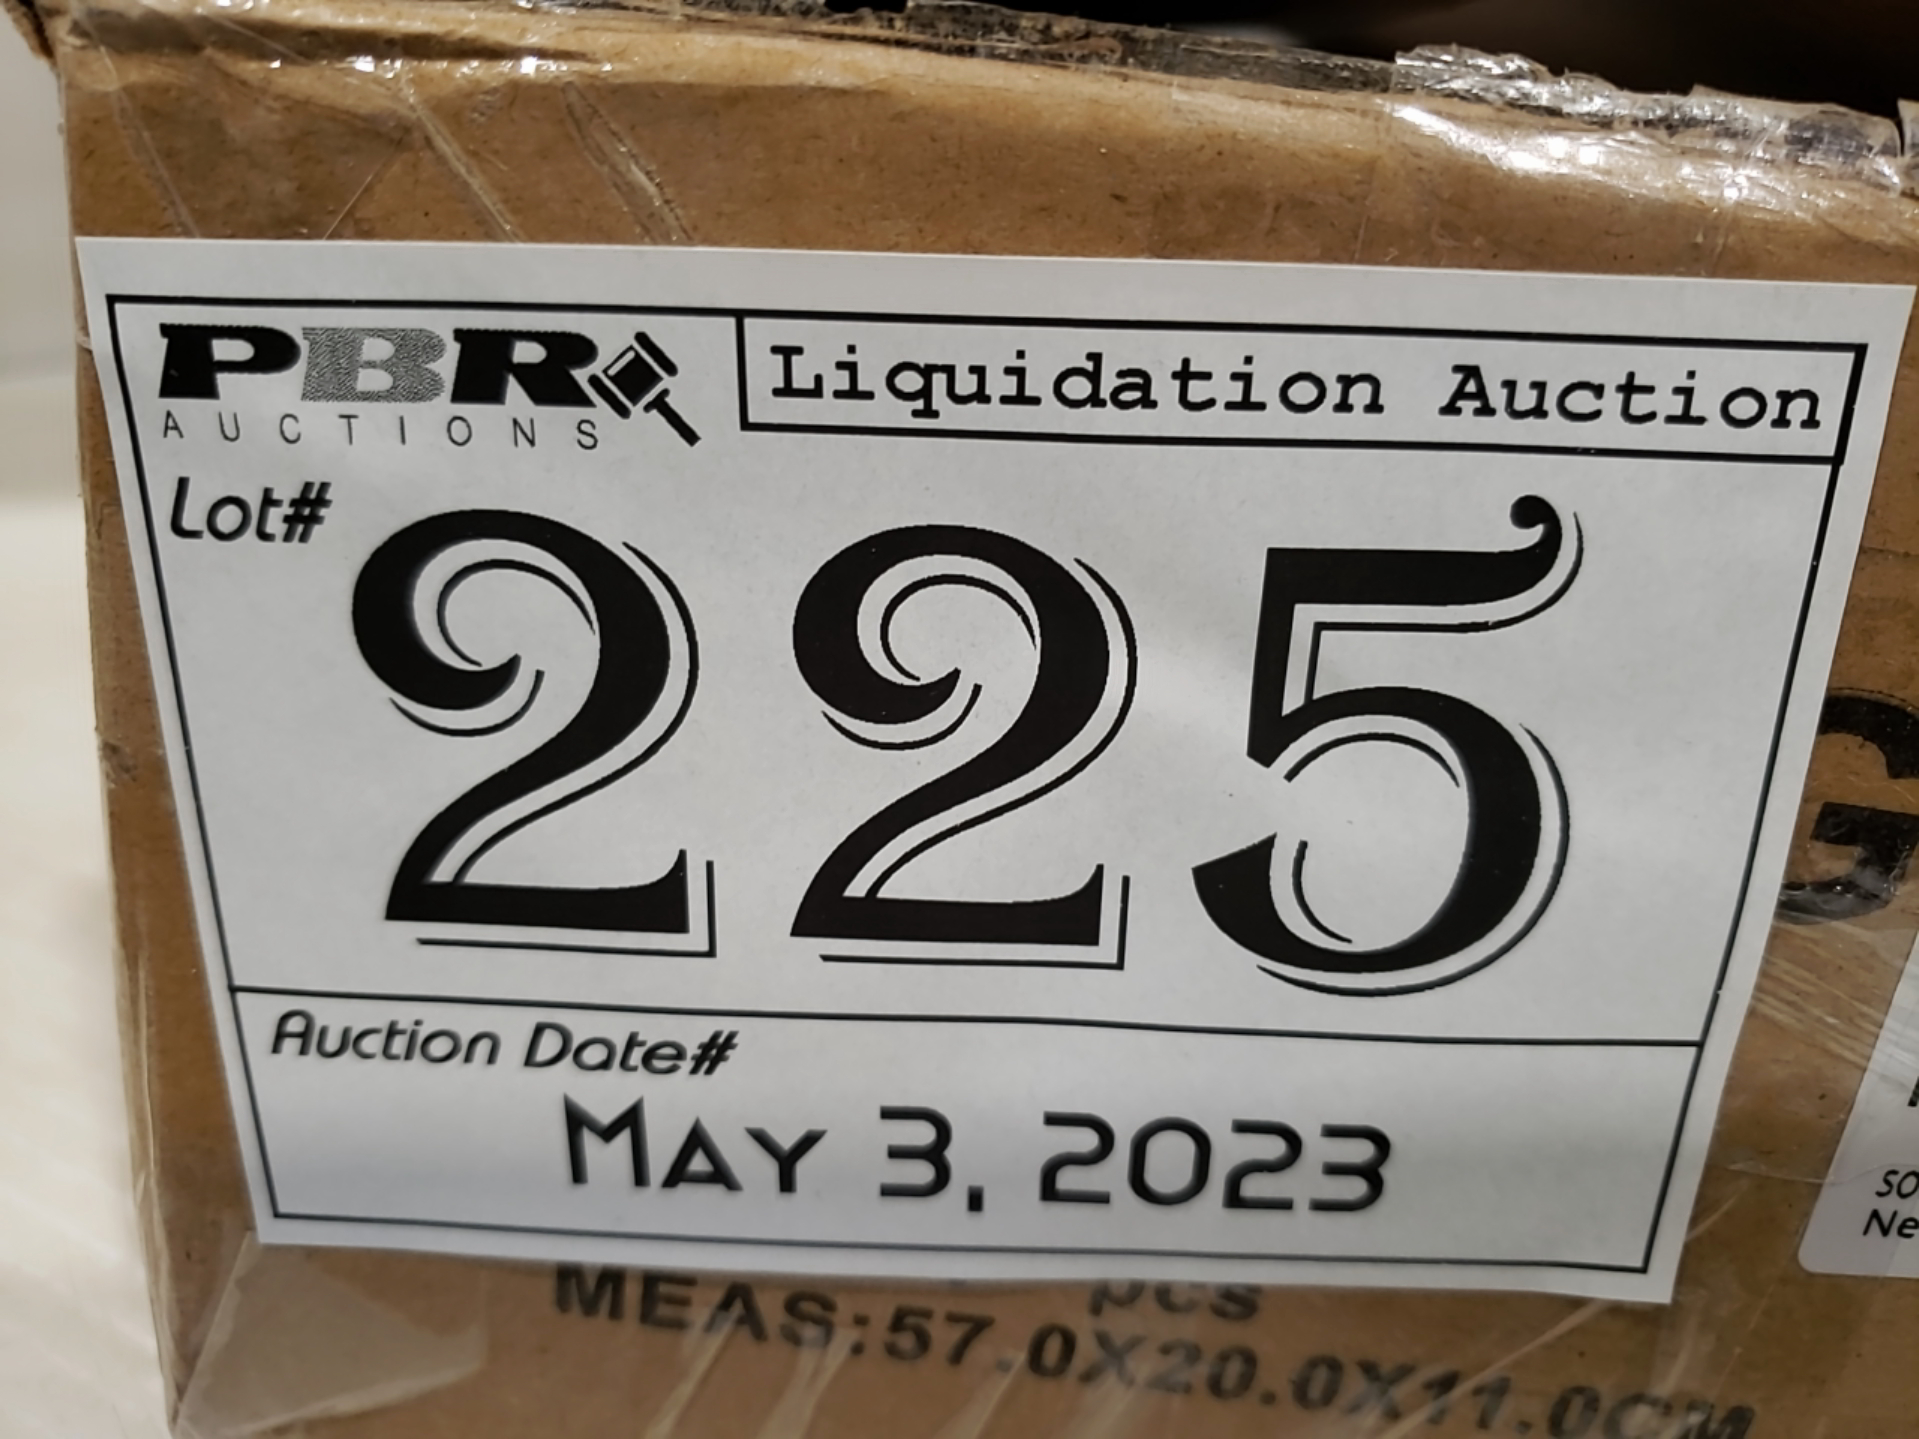 PBR
AUCTIONS
Liquidation Auction
Lot#
225
Auction Date#
MAY 3, 2023
G
pcs
MEAS:57.0X20.0X11.0CM